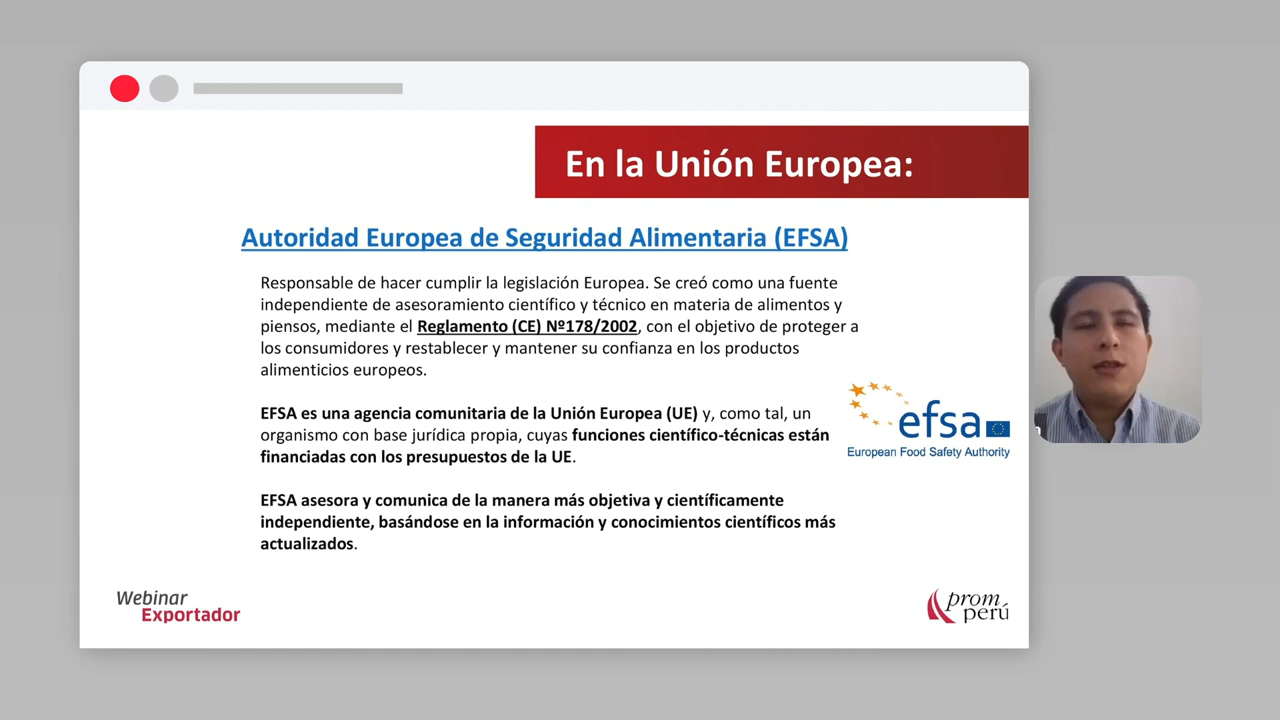 En la Unión Europea:
Autoridad Europea de Seguridad Alimentaria (EFSA)
Responsable de hacer cumplir la legislación Europea. Se creó como una fuente
independiente de asesoramiento científico y técnico en materia de alimentos y
piensos, mediante el Reglamento (CE) Nº178/2002, con el objetivo de proteger a
los consumidores y restablecer y mantener su confianza en los productos
alimenticios europeos.
EFSA es una agencia comunitaria de la Unión Europea (UE) y, como tal, un
organismo con base jurídica propia, cuyas funciones científico-técnicas están
financiadas con los presupuestos de la UE.
EFSA asesora y comunica de la manera más objetiva y científicamente
independiente, basándose en la información y conocimientos científicos más
actualizados.
efsa
European Food Safety Authority
Webinar
Exportador
prom
perú